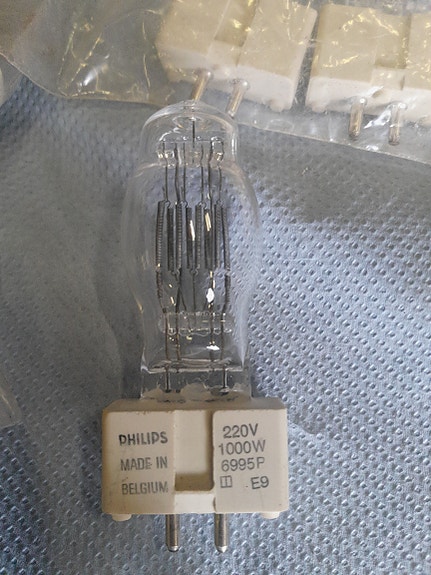 PHILIPS
MADE IN
BELGIUM
220V
1000W
6995P
E9